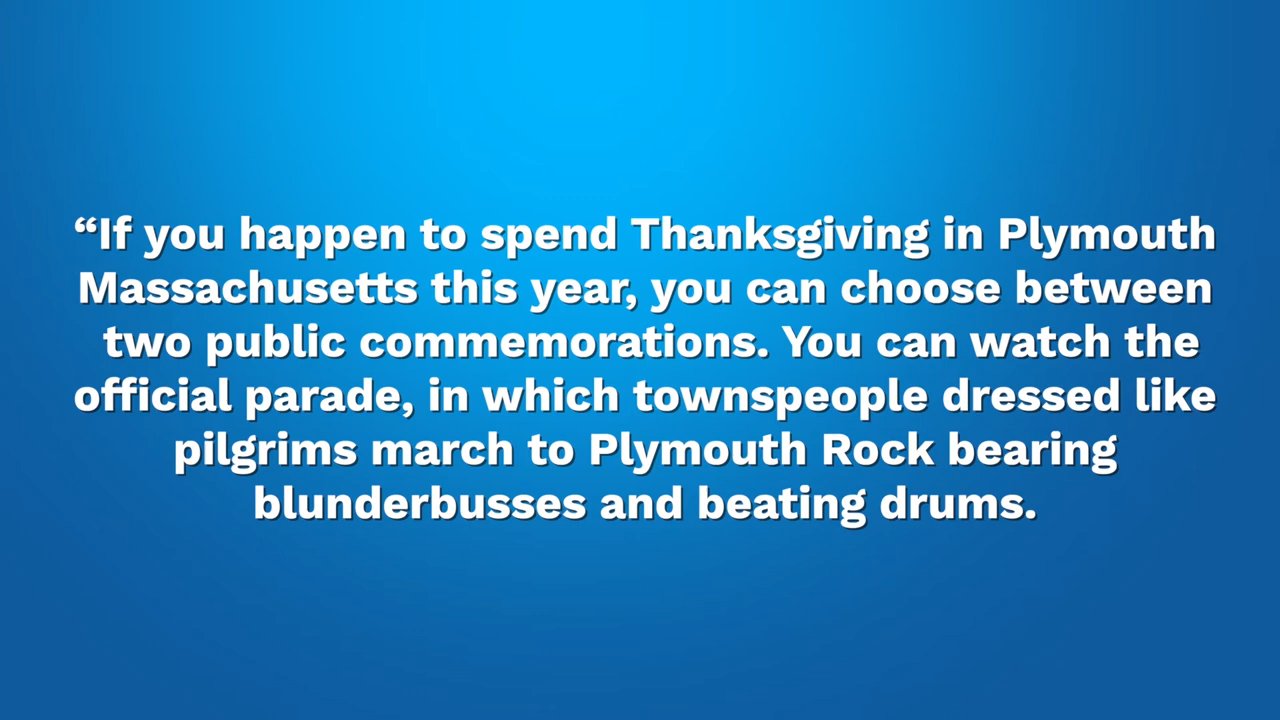 “If you happen to spend Thanksgiving in Plymouth
Massachusetts this year, you can choose between
two public commemorations. You can watch the
official parade, in which townspeople dressed like
pilgrims march to Plymouth Rock bearing
blunderbusses and beating drums.